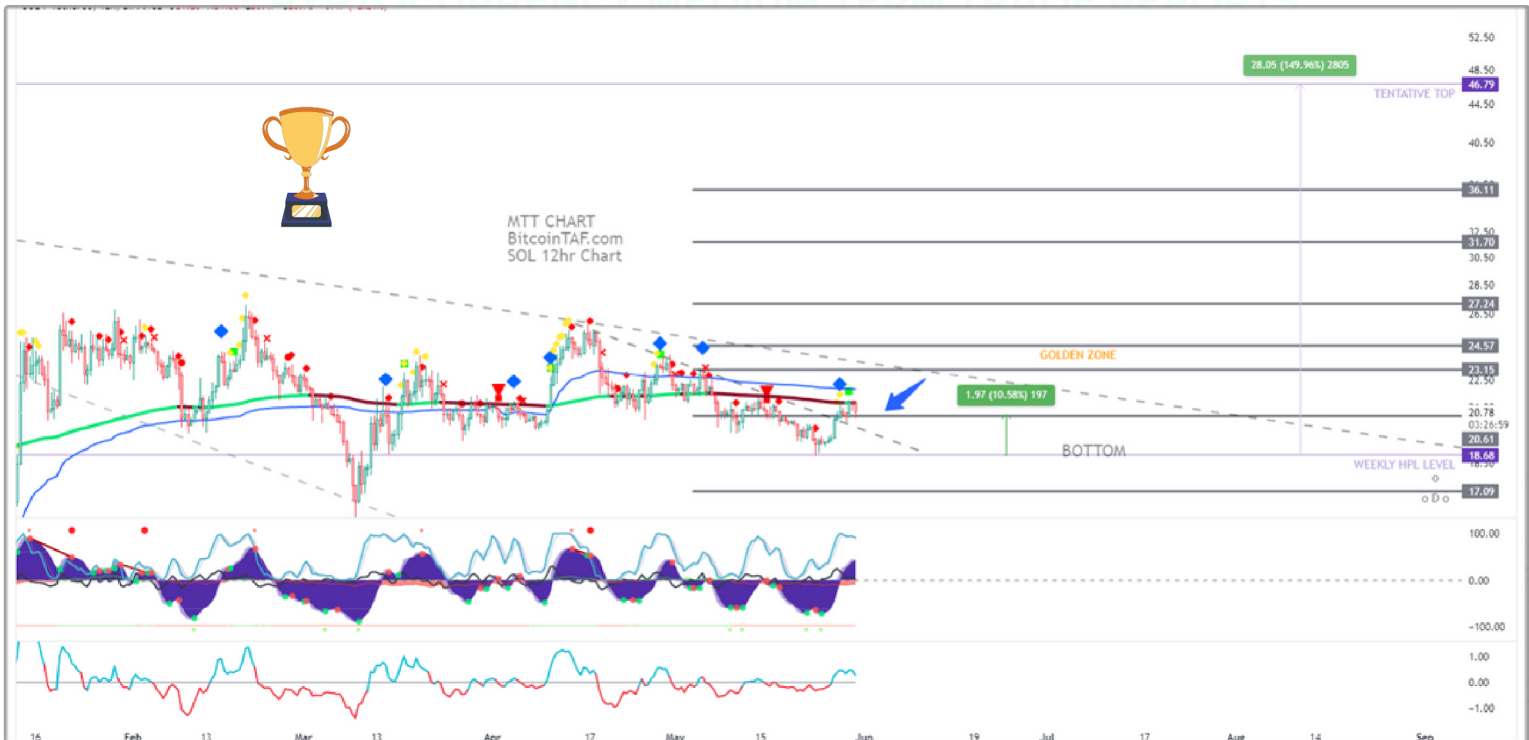 52.50
28.05 (149.96%) 2805
48.50
46.79
TENTATIVE TOP
44.50
40.50
36.11
MTT CHART
BitcoinTAF.com
SOL 12hr Chart
32.50
31.70
30.50
28.50
27.24
26.50
24.57
GOLDEN ZONE
23.15
22.50
1.97 (10.58%) 197
20.78
03:26:59
20.61
BOTTOM
18.68
WEEKLY HPL LEVEL
17.09
100.00
0.00
-100.00
1.00
0.00
-1.00
16 Feb 13 Mar 13 Apr 17 May 15 Jun 19 Jul 17 Aug 14 Sep